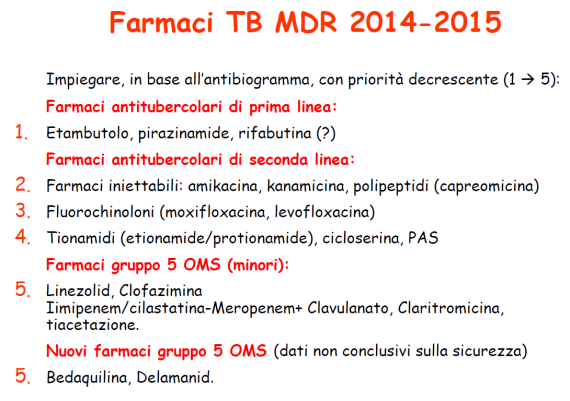 Farmaci TB MDR 2014-2015
Impiegare, in base all'antibiogramma, con priorità decrescente (1 → 5):
Farmaci antitubercolari di prima linea:
1. Etambutolo, pirazinamide, rifabutina (?)
Farmaci antitubercolari di seconda linea:
2. Farmaci iniettabili: amikacina, kanamicina, polipeptidi (capreomicina)
3. Fluorochinoloni (moxifloxacina, levofloxacina)
4. Tionamidi (etionamide/protionamide), cicloserina, PAS
Farmaci gruppo 5 OMS (minori):
5. Linezolid, Clofazimina
Iimipenem/cilastatina-Meropenem+ Clavulanato, Claritromicina,
tiacetazione.
Nuovi farmaci gruppo 5 OMS (dati non conclusivi sulla sicurezza)
5. Bedaquilina, Delamanid.